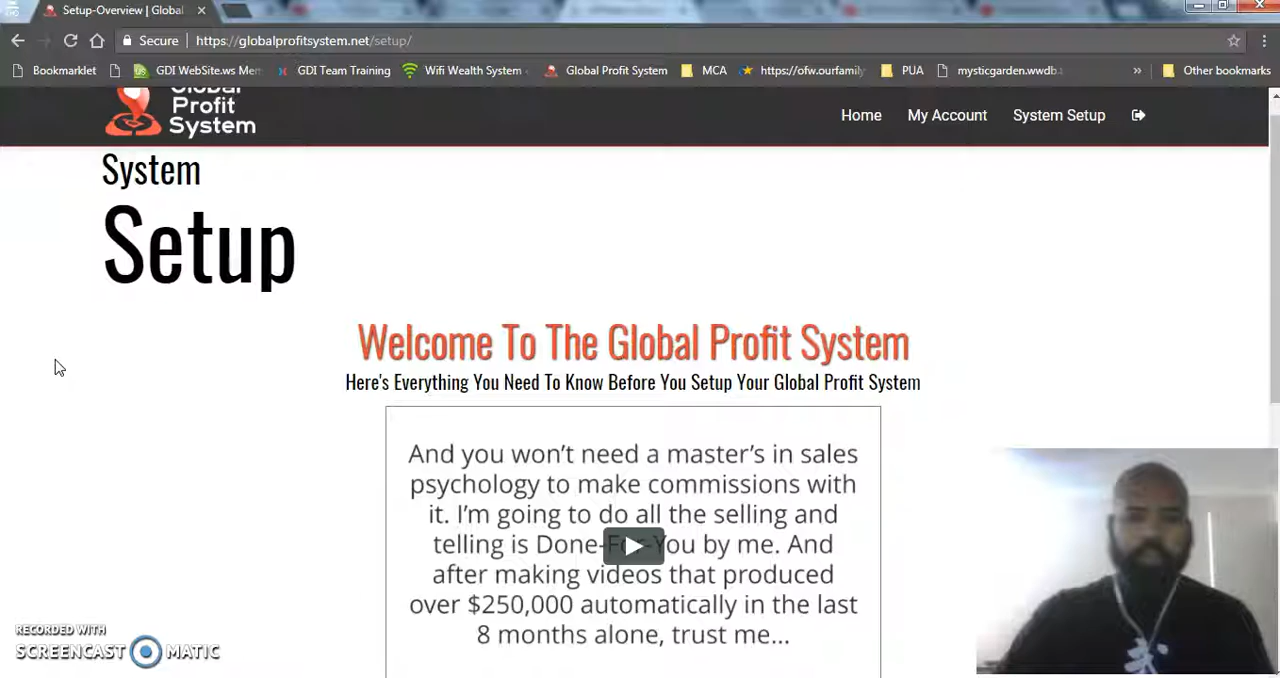 Setup-Overview | Global
Secure
https://globalprofitsystem.net/setup/
Bookmarklet
GDI WebSite.ws Mem
GDI Team Training
Wifi Wealth System
Global Profit System
MCA
https://ofw.ourfamily
PUA
mysticgarden.wwdb.
»
Other bookmarks
Global
Profit
System
Home
My Account
System Setup
System
Setup
Welcome To The Global Profit System
Here's Everything You Need To Know Before You Setup Your Global Profit System
And you won't need a master's in sales
psychology to make commissions with
it. I'm going to do all the selling and
telling is Done-For-You by me. And
after making videos that produced
over $250,000 automatically in the last
8 months alone, trust me...
RECORDED WITH
SCREENCAST MATIC